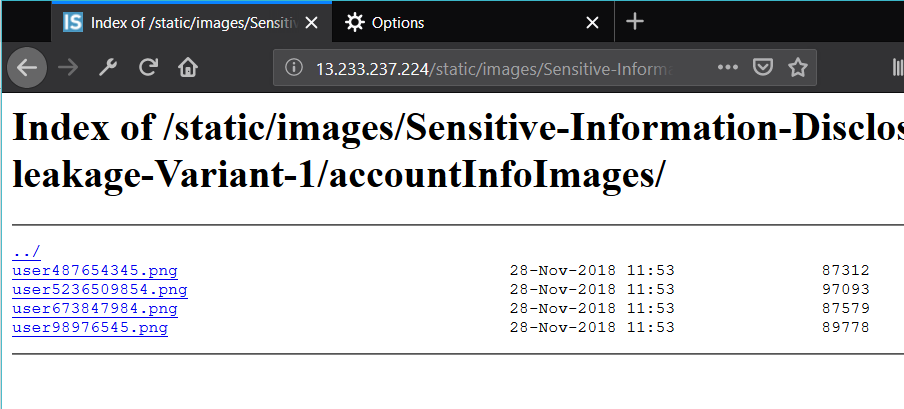 IS Index of /static/images/Sensitiv
Options
13.233.237.224/static/images/Sensitive-Informa
Index of /static/images/Sensitive-Information-Disclos
leakage-Variant-1/accountInfoImages/
../
user487654345.png 28-Nov-2018 11:53 87312
user5236509854.png 28-Nov-2018 11:53 97093
user673847984.png 28-Nov-2018 11:53 87579
user98976545.png 28-Nov-2018 11:53 89778